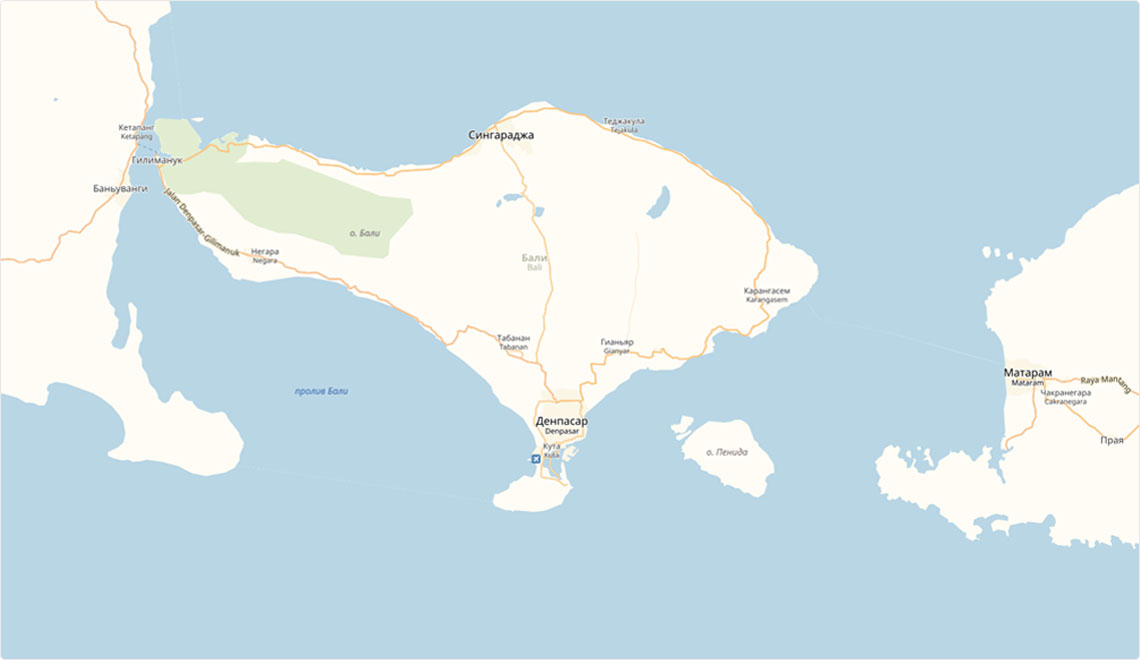 Теджакула
Tejakula
Кетапанг
Ketapang
Сингараджа
Гилиманук
Баньуванги
Jalan Denpasar-Gilimanuk
о. Бали
Негара
Negara
Бали
Bali
Карангасем
Karangasem
Табанан
Tabanan
Гианьяр
Gianyar
Матарам
Mataram
Raya Mantang
Чакранегара
Cakranegara
пролив Бали
Денпасар
Denpasar
Прая
Кута
Kuta
о. Пенида